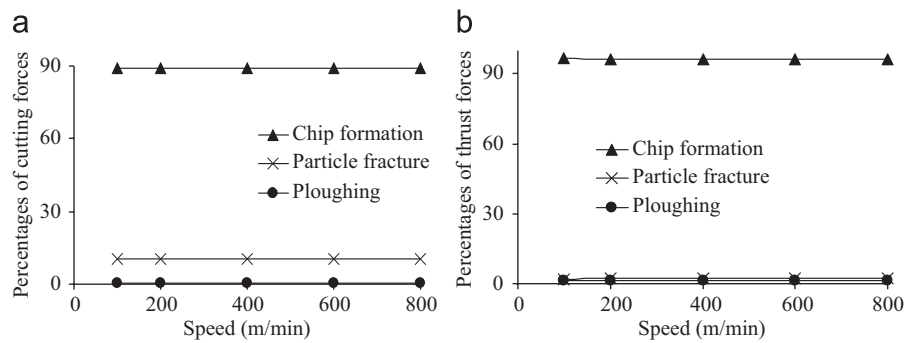 a
Percentages of cutting forces
90
60
30
0
Chip formation
Particle fracture
Ploughing
0 200 400 600 800
Speed (m/min)
b
Percentages of thrust forces
90
60
30
0
Chip formation
Particle fracture
Ploughing
0 200 400 600 800
Speed (m/min)